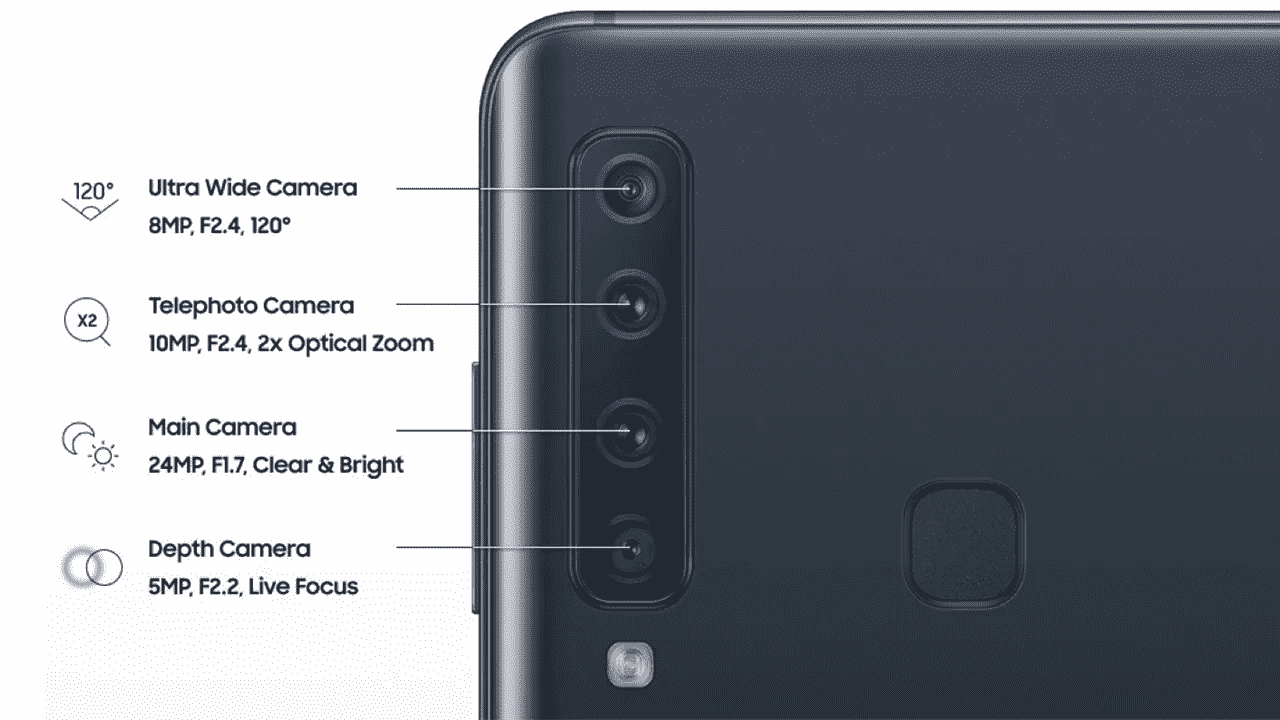 120°
Ultra Wide Camera
8MP, F2.4, 120°
X2
Telephoto Camera
10MP, F2.4, 2x Optical Zoom
Main Camera
24MP, F1.7, Clear & Bright
Depth Camera
5MP, F2.2, Live Focus